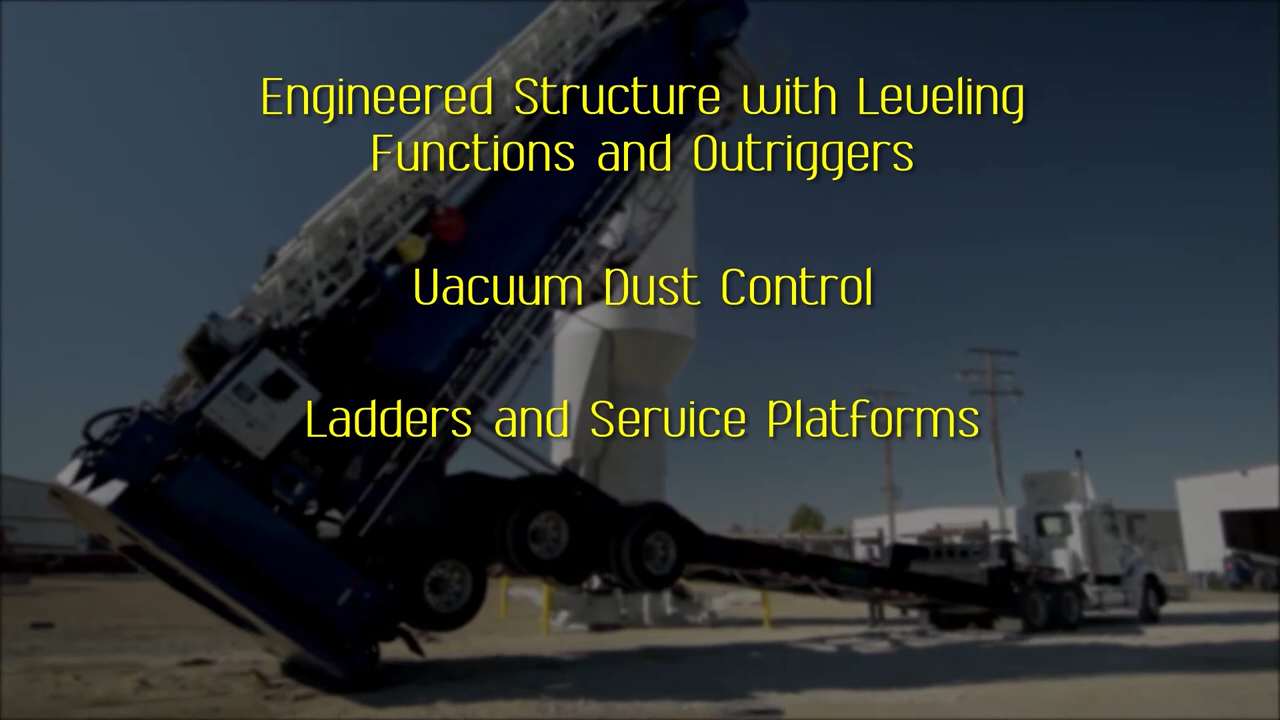 Engineered Structure with Leveling
Functions and Outriggers
Vacuum Dust Control
Ladders and Service Platforms